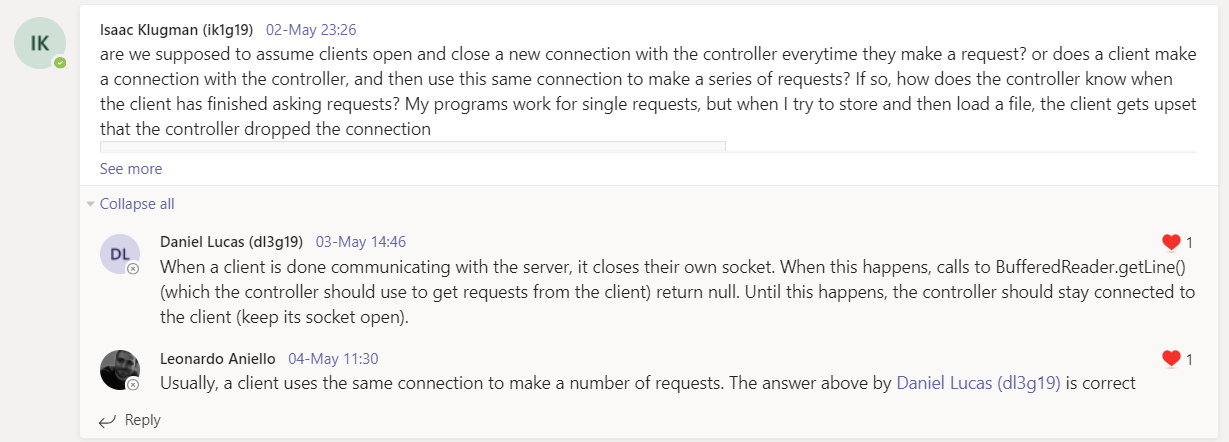 IK
Isaac Klugman (ik1g19) 02-May 23:26
are we supposed to assume clients open and close a new connection with the controller everytime they make a request? or does a client make
a connection with the controller, and then use this same connection to make a series of requests? If so, how does the controller know when
the client has finished asking requests? My programs work for single requests, but when I try to store and then load a file, the client gets upset
that the controller dropped the connection
See more
Collapse all
DL
Daniel Lucas (dl3g19) 03-May 14:46
1
When a client is done communicating with the server, it closes their own socket. When this happens, calls to BufferedReader.getLine()
(which the controller should use to get requests from the client) return null. Until this happens, the controller should stay connected to
the client (keep its socket open).
Leonardo Aniello 04-May 11:30
1
Usually, a client uses the same connection to make a number of requests. The answer above by Daniel Lucas (dl3g19) is correct
Reply